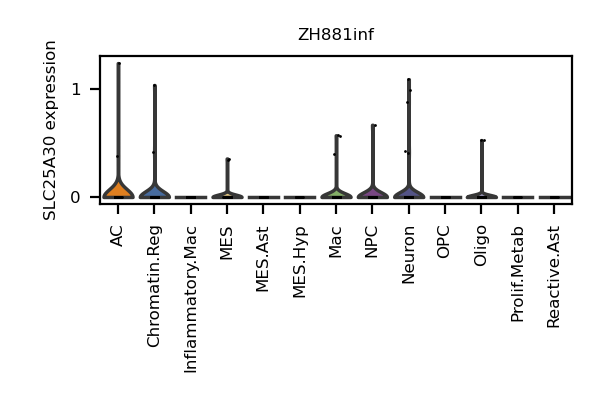 ZH881inf
SLC25A30 expression
1
0
AC
Chromatin.Reg
Inflammatory.Mac
MES
MES.Ast
MES.Hyp
Mac
NPC
Neuron
OPC
Oligo
Prolif.Metab
Reactive.Ast